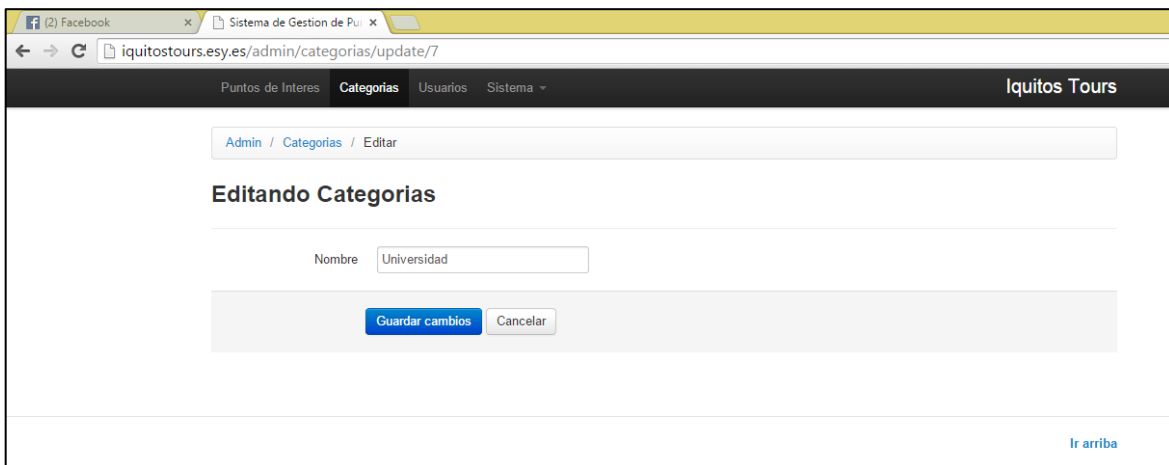 (2) Facebook
Sistema de Gestion de Pu
iquitostours.esy.es/admin/categorias/update/7
Puntos de Interes Categorias Usuarios Sistema Iquitos Tours
Admin / Categorias / Editar
Editando Categorias
Nombre Universidad
Guardar cambios Cancelar
Ir arriba